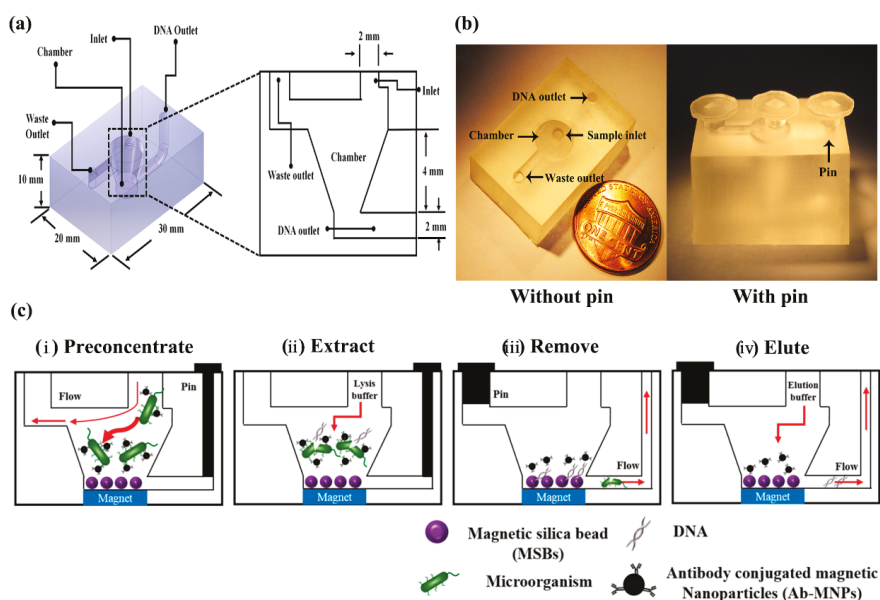 (a)
Inlet
DNA Outlet
Chamber
Waste
Outlet
10 mm
20 mm
30 mm
2 mm
Inlet
Waste outlet
Chamber
4 mm
DNA outlet
2 mm
(b)
DNA outlet
Chamber
Sample inlet
Waste outlet
ONE CENT
Pin
Without pin
With pin
(c)
(i) Preconcentrate
(ii) Extract
(iii) Remove
(iv) Elute
Flow
Pin
Magnet
Lysis
buffer
Magnet
Pin
Flow
Magnet
Elution
buffer
Flow
Magnet
Magnetic silica bead
(MSBs)
DNA
Microorganism
Antibody conjugated magnetic
Nanoparticles (Ab-MNPs)